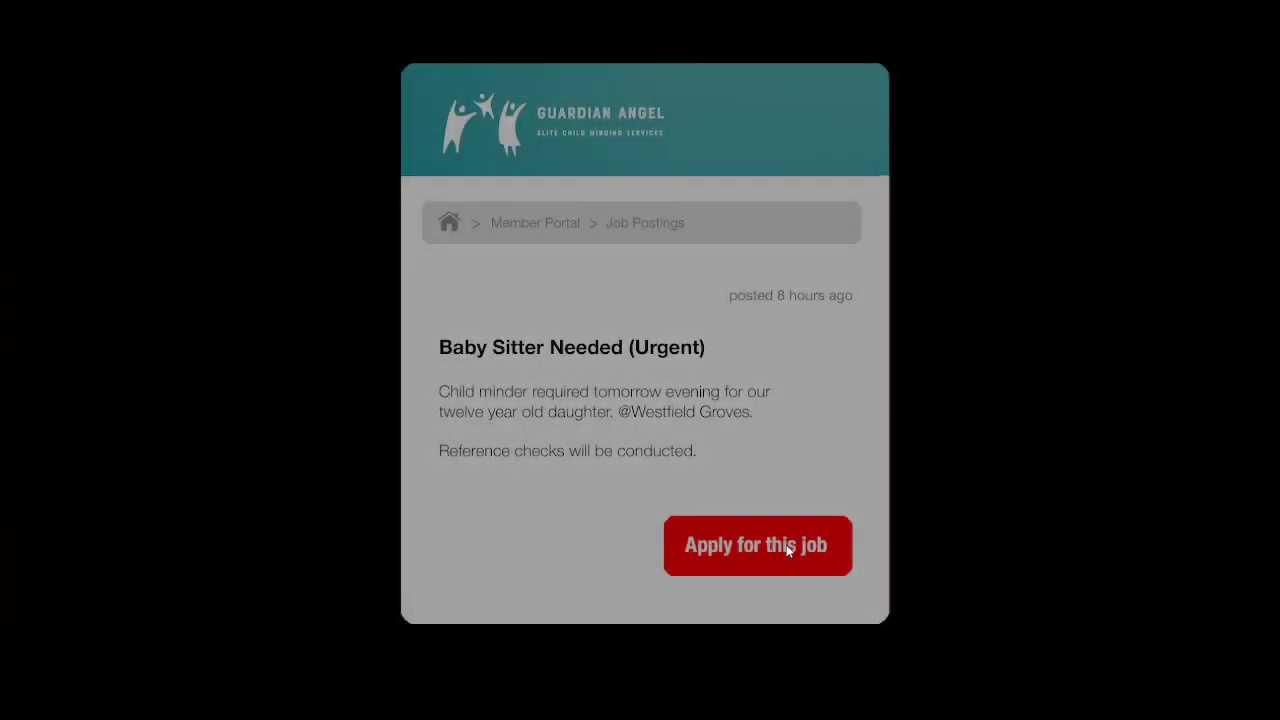 GUARDIAN ANGEL
ELITE CHILD MINDING SERVICES
> Member Portal > Job Postings
posted 8 hours ago
Baby Sitter Needed (Urgent)
Child minder required tomorrow evening for our
twelve year old daughter. @Westfield Groves.
Reference checks will be conducted.
Apply for this job